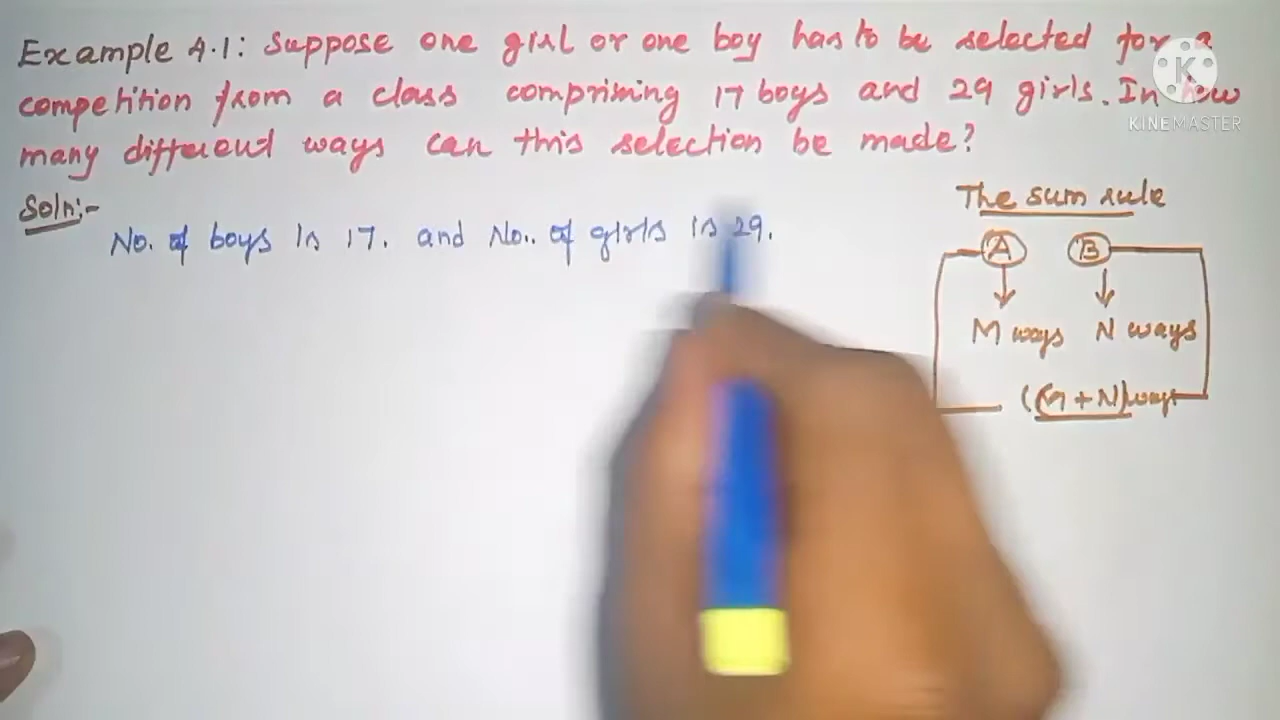 Example 4.1: Suppose one girl or one boy has to be selected for a
competition from a class comprising 17 boys and 29 girls. In how
many different ways can this selection be made?
Soln:-
No. of boys is 17. and No. of girls is 29.
The sum rule
A B
M ways N ways
(M + N) ways
K
KINEMASTER